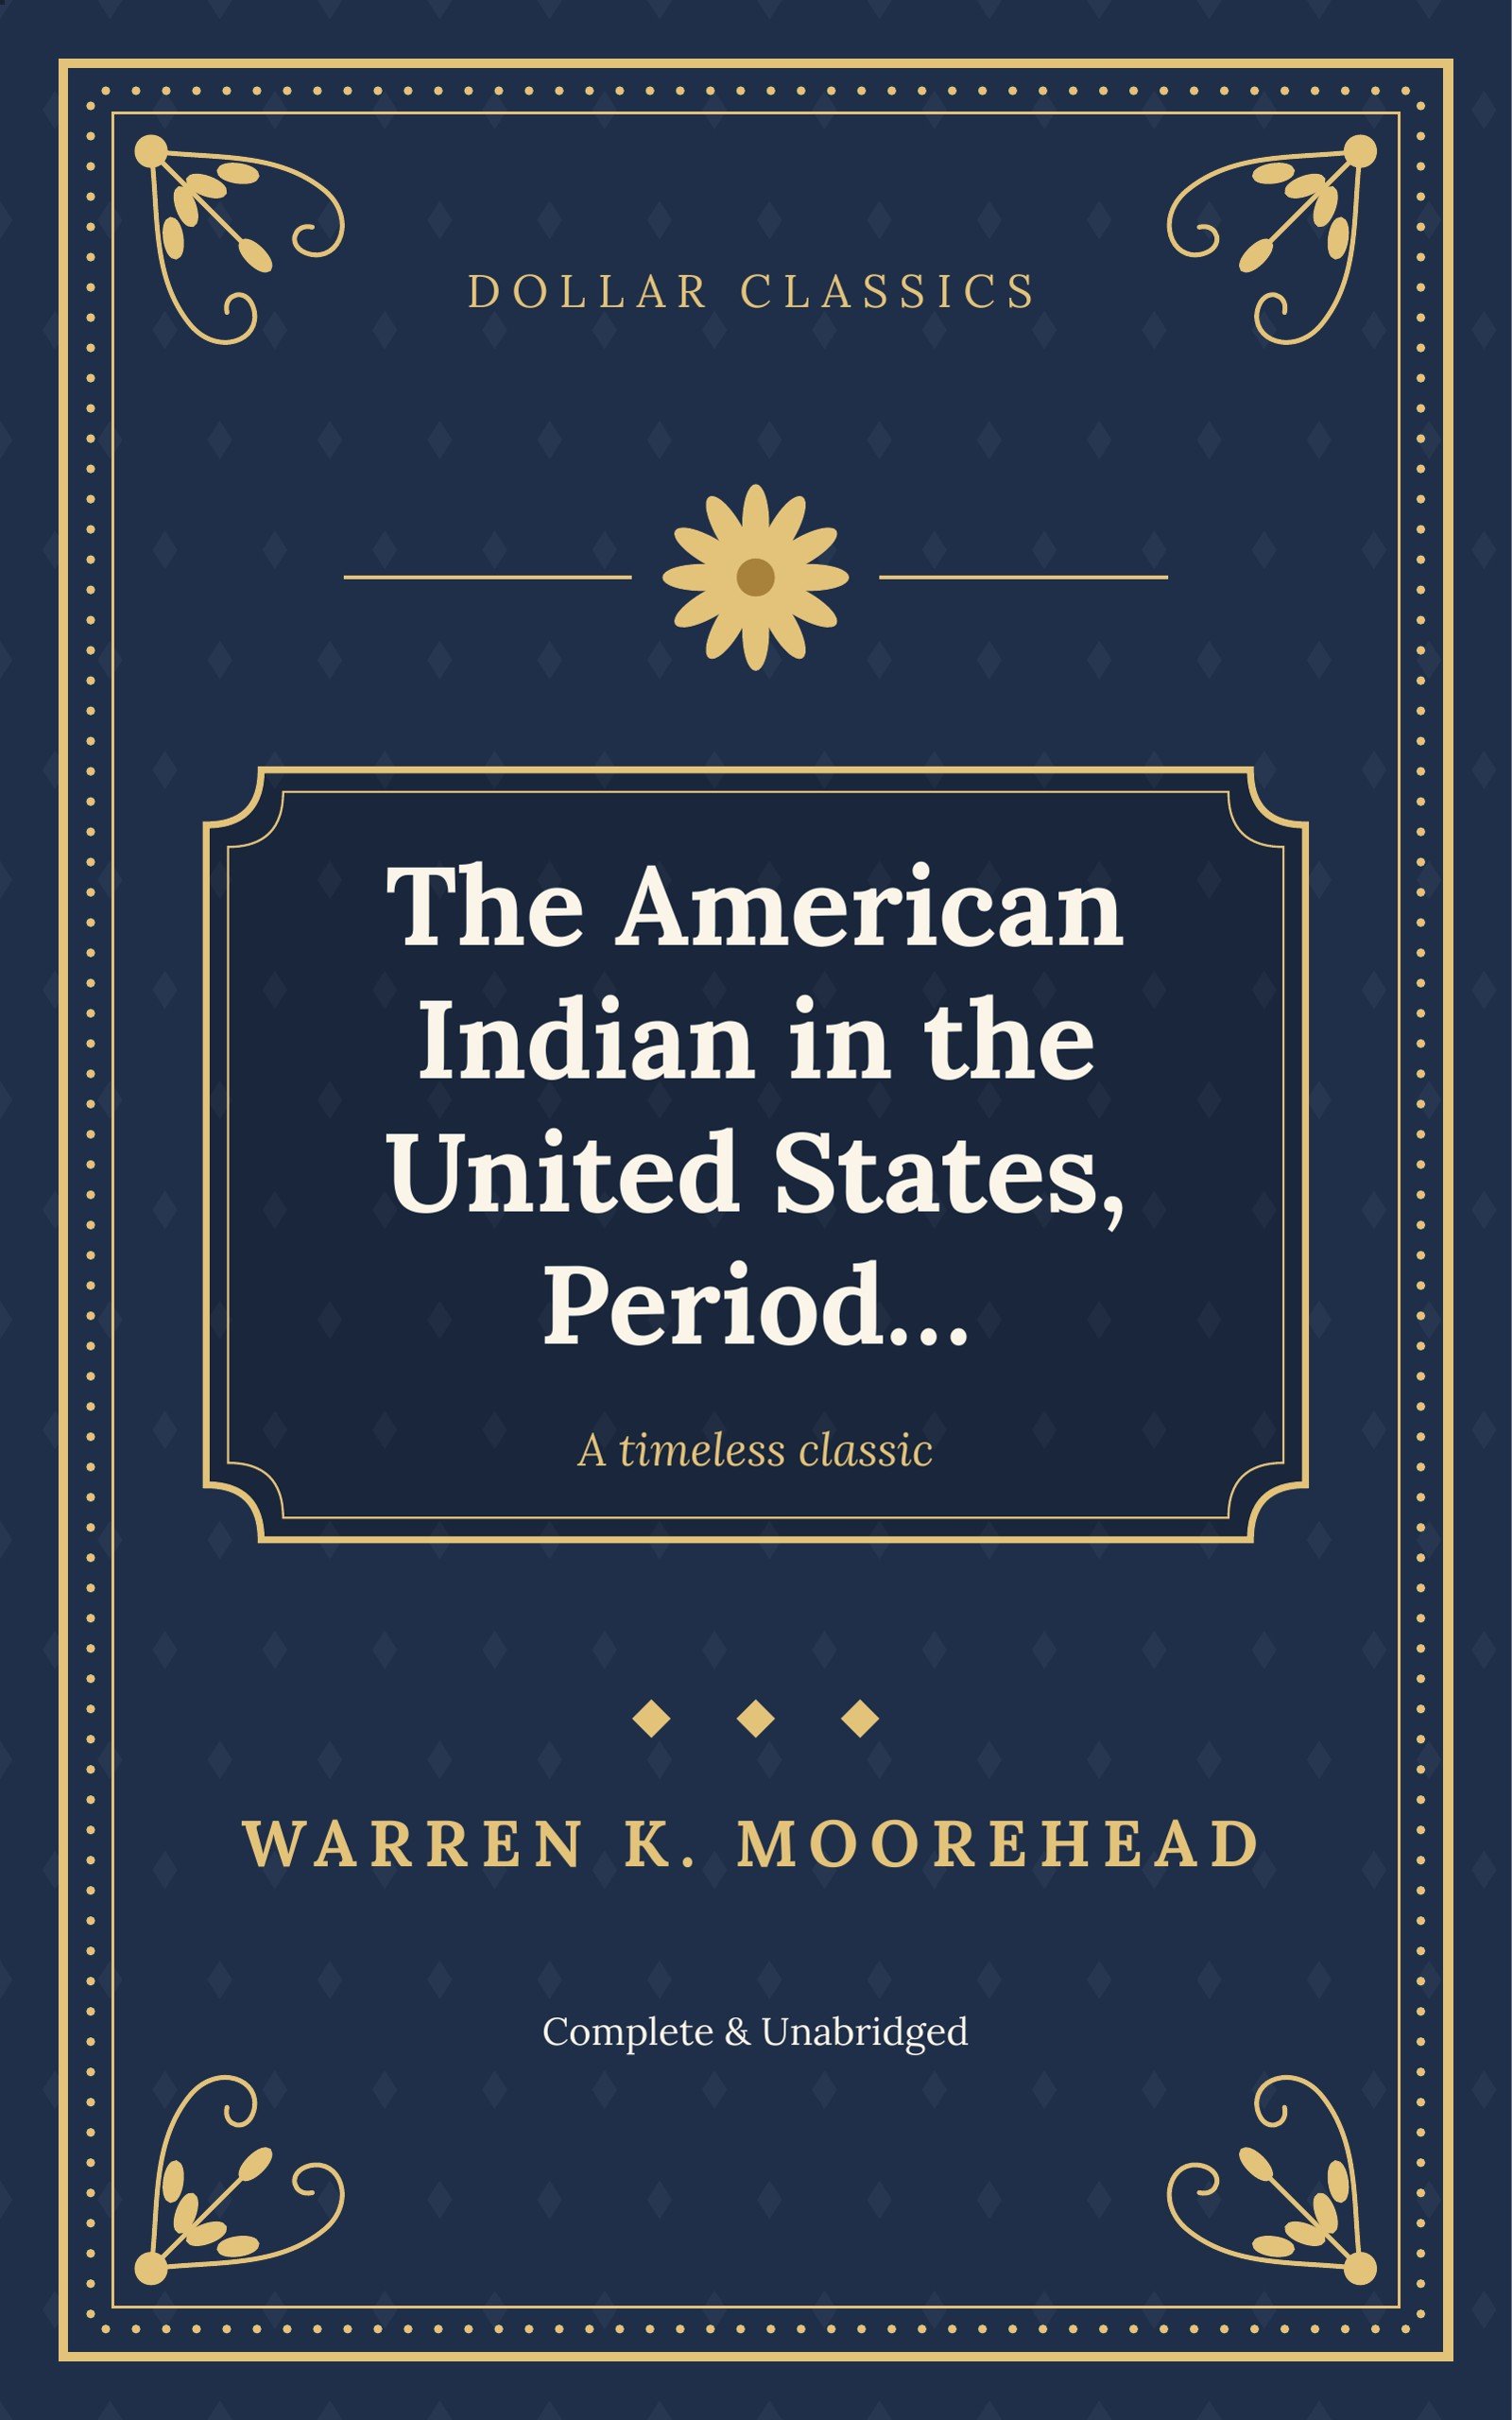 DOLLAR CLASSICS
The American
Indian in the
United States,
Period...
A timeless classic
WARREN K. MOOREHEAD
Complete & Unabridged